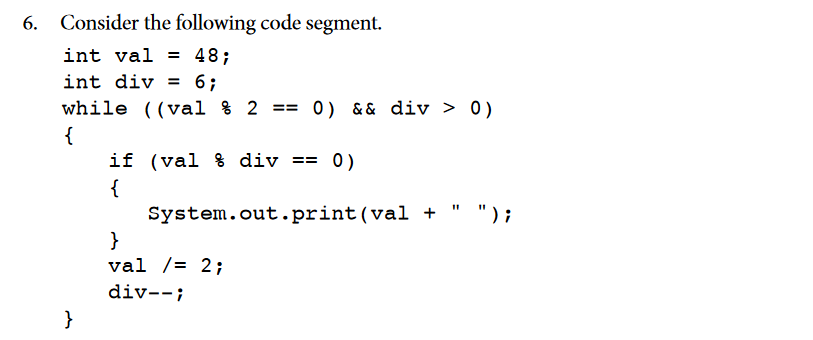 6. Consider the following code segment.
int val = 48;
int div = 6;
while ((val % 2 == 0) && div > 0)
{
if (val % div == 0)
{
System.out.print(val + " ");
}
val /= 2;
div--;
}